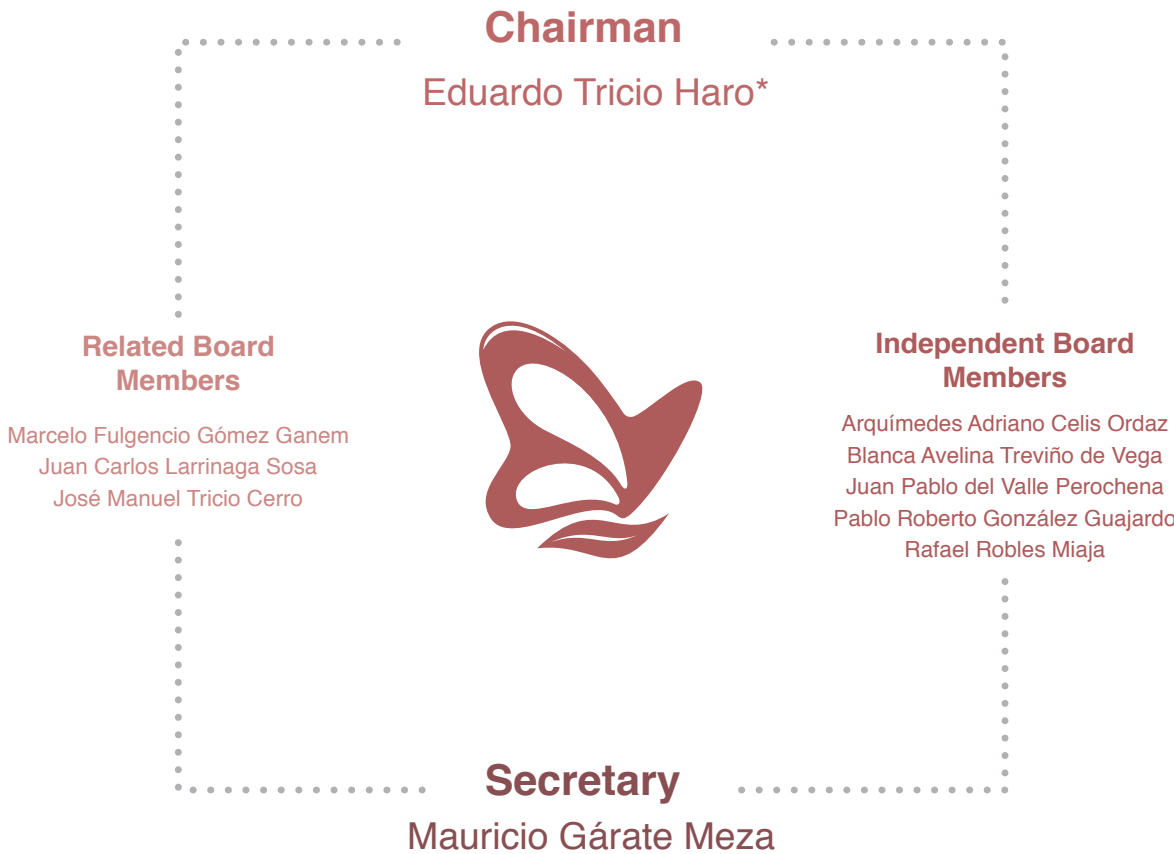 Chairman
Eduardo Tricio Haro*
Related Board
Members
Marcelo Fulgencio Gómez Ganem
Juan Carlos Larrinaga Sosa
José Manuel Tricio Cerro
Independent Board
Members
Arquímedes Adriano Celis Ordaz
Blanca Avelina Treviño de Vega
Juan Pablo del Valle Perochena
Pablo Roberto González Guajardo
Rafael Robles Miaja
Secretary
Mauricio Gárate Meza